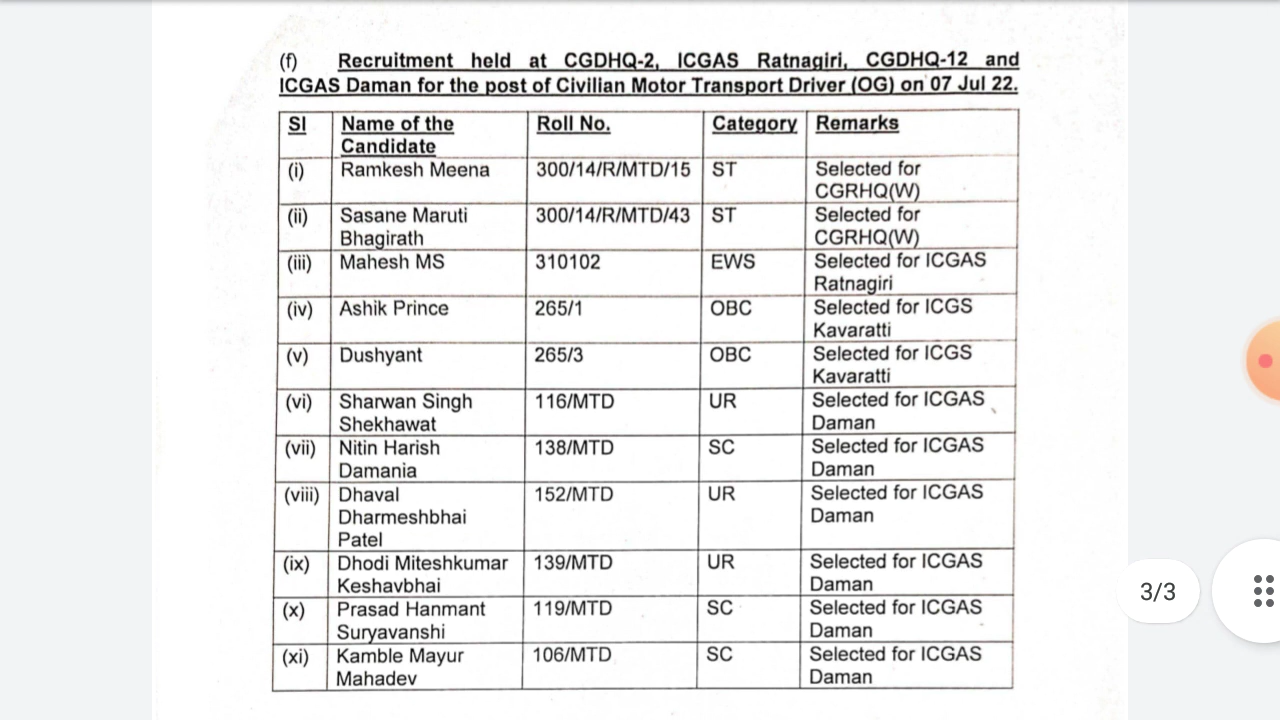 (f) Recruitment held at CGDHQ-2, ICGAS Ratnagiri, CGDHQ-12 and
ICGAS Daman for the post of Civilian Motor Transport Driver (OG) on 07 Jul 22.
Sl Name of the Candidate Roll No. Category Remarks
(i) Ramkesh Meena 300/14/R/MTD/15 ST Selected for CGRHQ(W)
(ii) Sasane Maruti Bhagirath 300/14/R/MTD/43 ST Selected for CGRHQ(W)
(iii) Mahesh MS 310102 EWS Selected for ICGAS Ratnagiri
(iv) Ashik Prince 265/1 OBC Selected for ICGS Kavaratti
(v) Dushyant 265/3 OBC Selected for ICGS Kavaratti
(vi) Sharwan Singh Shekhawat 116/MTD UR Selected for ICGAS Daman
(vii) Nitin Harish Damania 138/MTD SC Selected for ICGAS Daman
(viii) Dhaval Dharmeshbhai Patel 152/MTD UR Selected for ICGAS Daman
(ix) Dhodi Miteshkumar Keshavbhai 139/MTD UR Selected for ICGAS Daman
(x) Prasad Hanmant Suryavanshi 119/MTD SC Selected for ICGAS Daman
(xi) Kamble Mayur Mahadev 106/MTD SC Selected for ICGAS Daman
3/3